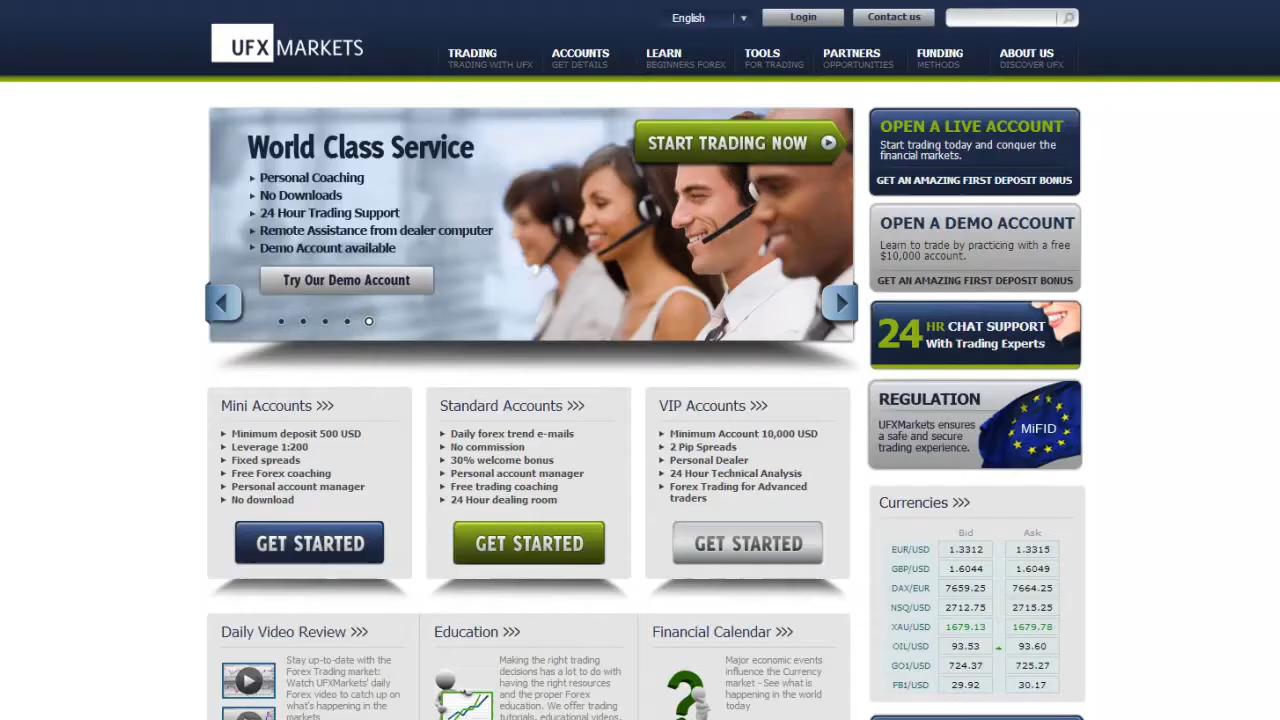 English
Login
Contact us
UFX MARKETS
TRADING
TRADING WITH UFX
ACCOUNTS
GET DETAILS
LEARN
BEGINNERS FOREX
TOOLS
FOR TRADING
PARTNERS
OPPORTUNITIES
FUNDING
METHODS
ABOUT US
DISCOVER UFX
World Class Service
Personal Coaching
No Downloads
24 Hour Trading Support
Remote Assistance from dealer computer
Demo Account available
Try Our Demo Account
START TRADING NOW
OPEN A LIVE ACCOUNT
Start trading today and conquer the
financial markets.
GET AN AMAZING FIRST DEPOSIT BONUS
OPEN A DEMO ACCOUNT
Learn to trade by practicing with a free
$10,000 account.
GET AN AMAZING FIRST DEPOSIT BONUS
24 HR CHAT SUPPORT
With Trading Experts
REGULATION
UFXMarkets ensures
a safe and secure
trading experience.
MiFID
Mini Accounts >>>
Minimum deposit 500 USD
Leverage 1:200
Fixed spreads
Free Forex coaching
Personal account manager
No download
GET STARTED
Standard Accounts >>>
Daily forex trend e-mails
No commission
30% welcome bonus
Personal account manager
Free trading coaching
24 Hour dealing room
GET STARTED
VIP Accounts >>>
Minimum Account 10,000 USD
2 Pip Spreads
Personal Dealer
24 Hour Technical Analysis
Forex Trading for Advanced
traders
GET STARTED
Currencies >>>
Bid Ask
EUR/USD 1.3312 1.3315
GBP/USD 1.6044 1.6049
DAX/EUR 7659.25 7664.25
NSQ/USD 2712.75 2715.25
XAU/USD 1679.13 1679.78
OIL/USD 93.53 93.60
GO1/USD 724.37 725.27
FB1/USD 29.92 30.17
Daily Video Review >>>
Stay up-to-date with the
Forex Trading market:
Watch UFXMarkets' daily
Forex video to catch up on
what's happening in the
markets
Education >>>
Making the right trading
decisions has a lot to do with
having the right resources
and the proper Forex
education. We offer trading
tutorials, educational videos,
Financial Calendar >>>
Major economic events
influence the Currency
market - See what is
happening in the world
today